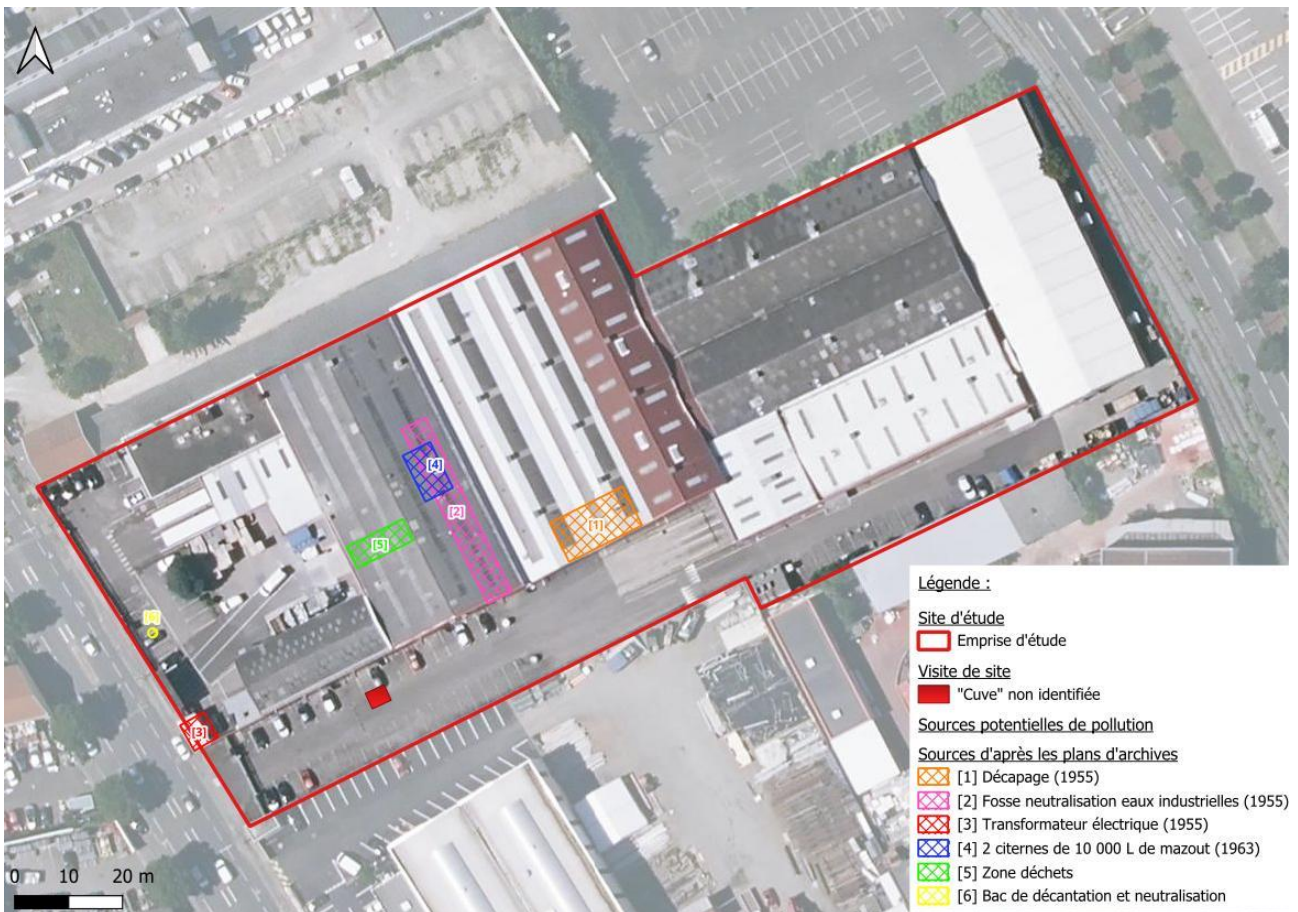 [4]
[2]
[1]
[5]
[6]
[3]
0 10 20 m
Légende :
Site d'étude
Emprise d'étude
Visite de site
"Cuve" non identifiée
Sources potentielles de pollution
Sources d'après les plans d'archives
[1] Décapage (1955)
[2] Fosse neutralisation eaux industrielles (1955)
[3] Transformateur électrique (1955)
[4] 2 citernes de 10 000 L de mazout (1963)
[5] Zone déchets
[6] Bac de décantation et neutralisation